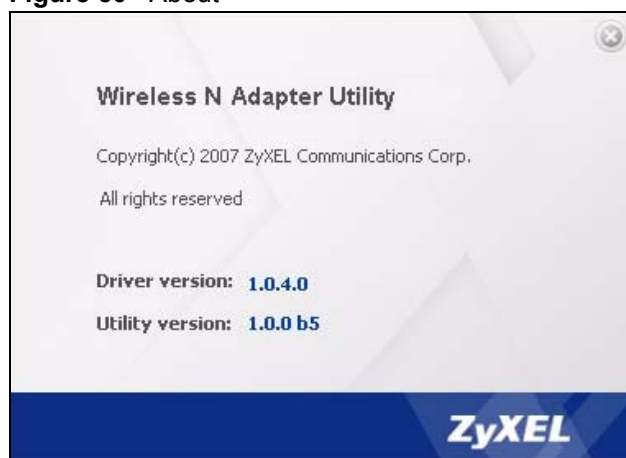 Wireless N Adapter Utility
Copyright(c) 2007 ZyXEL Communications Corp.
All rights reserved
Driver version: 1.0.4.0
Utility version: 1.0.0 b5
ZyXEL